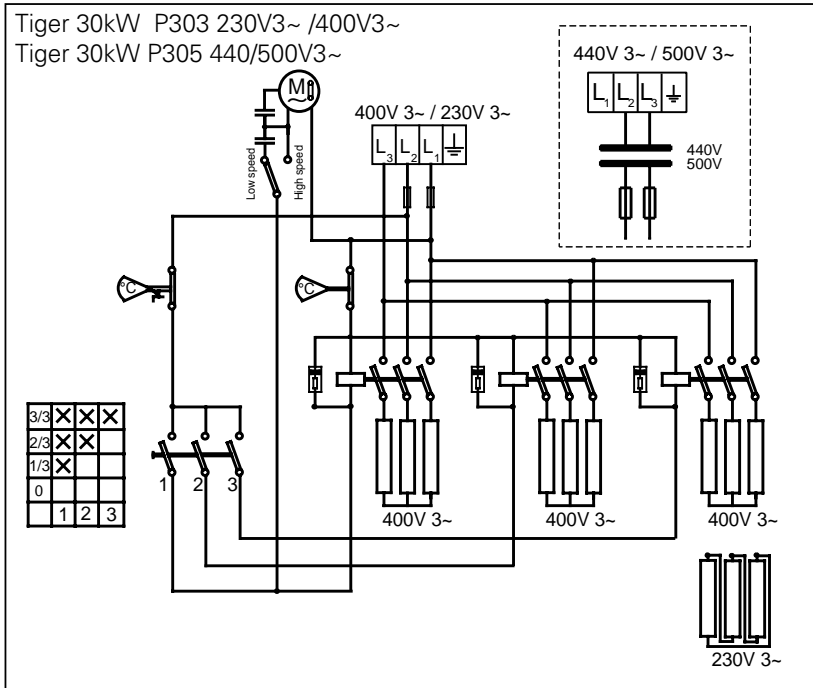 Tiger 30kW P303 230V3~ /400V3~
Tiger 30kW P305 440/500V3~
M
~
440V 3~ / 500V 3~
L1 L2 L3
440V
500V
400V 3~ / 230V 3~
L3 L2 L1
Low speed
High speed
°C
°C
3/3 X X X
2/3 X X
1/3 X
0
1 2 3
1 2 3
400V 3~
400V 3~
400V 3~
230V 3~